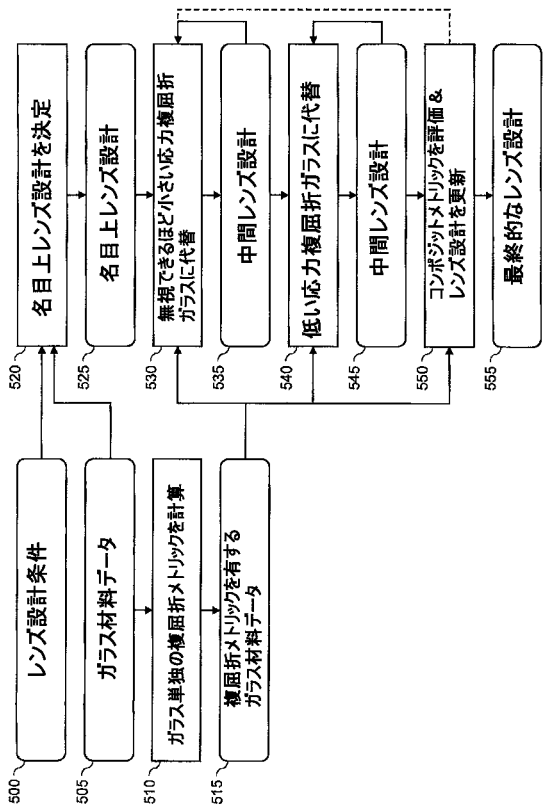 500
レンズ設計条件
505
ガラス材料データ
510
ガラス単独の複屈折メトリックを計算
515
複屈折メトリックを有する
ガラス材料データ
520
名目上レンズ設計を決定
525
名目上レンズ設計
530
無視できるほど小さい応力複屈折
ガラスに代替
535
中間レンズ設計
540
低い応力複屈折ガラスに代替
545
中間レンズ設計
550
コンポジットメトリックを評価&
レンズ設計を更新
555
最終的なレンズ設計